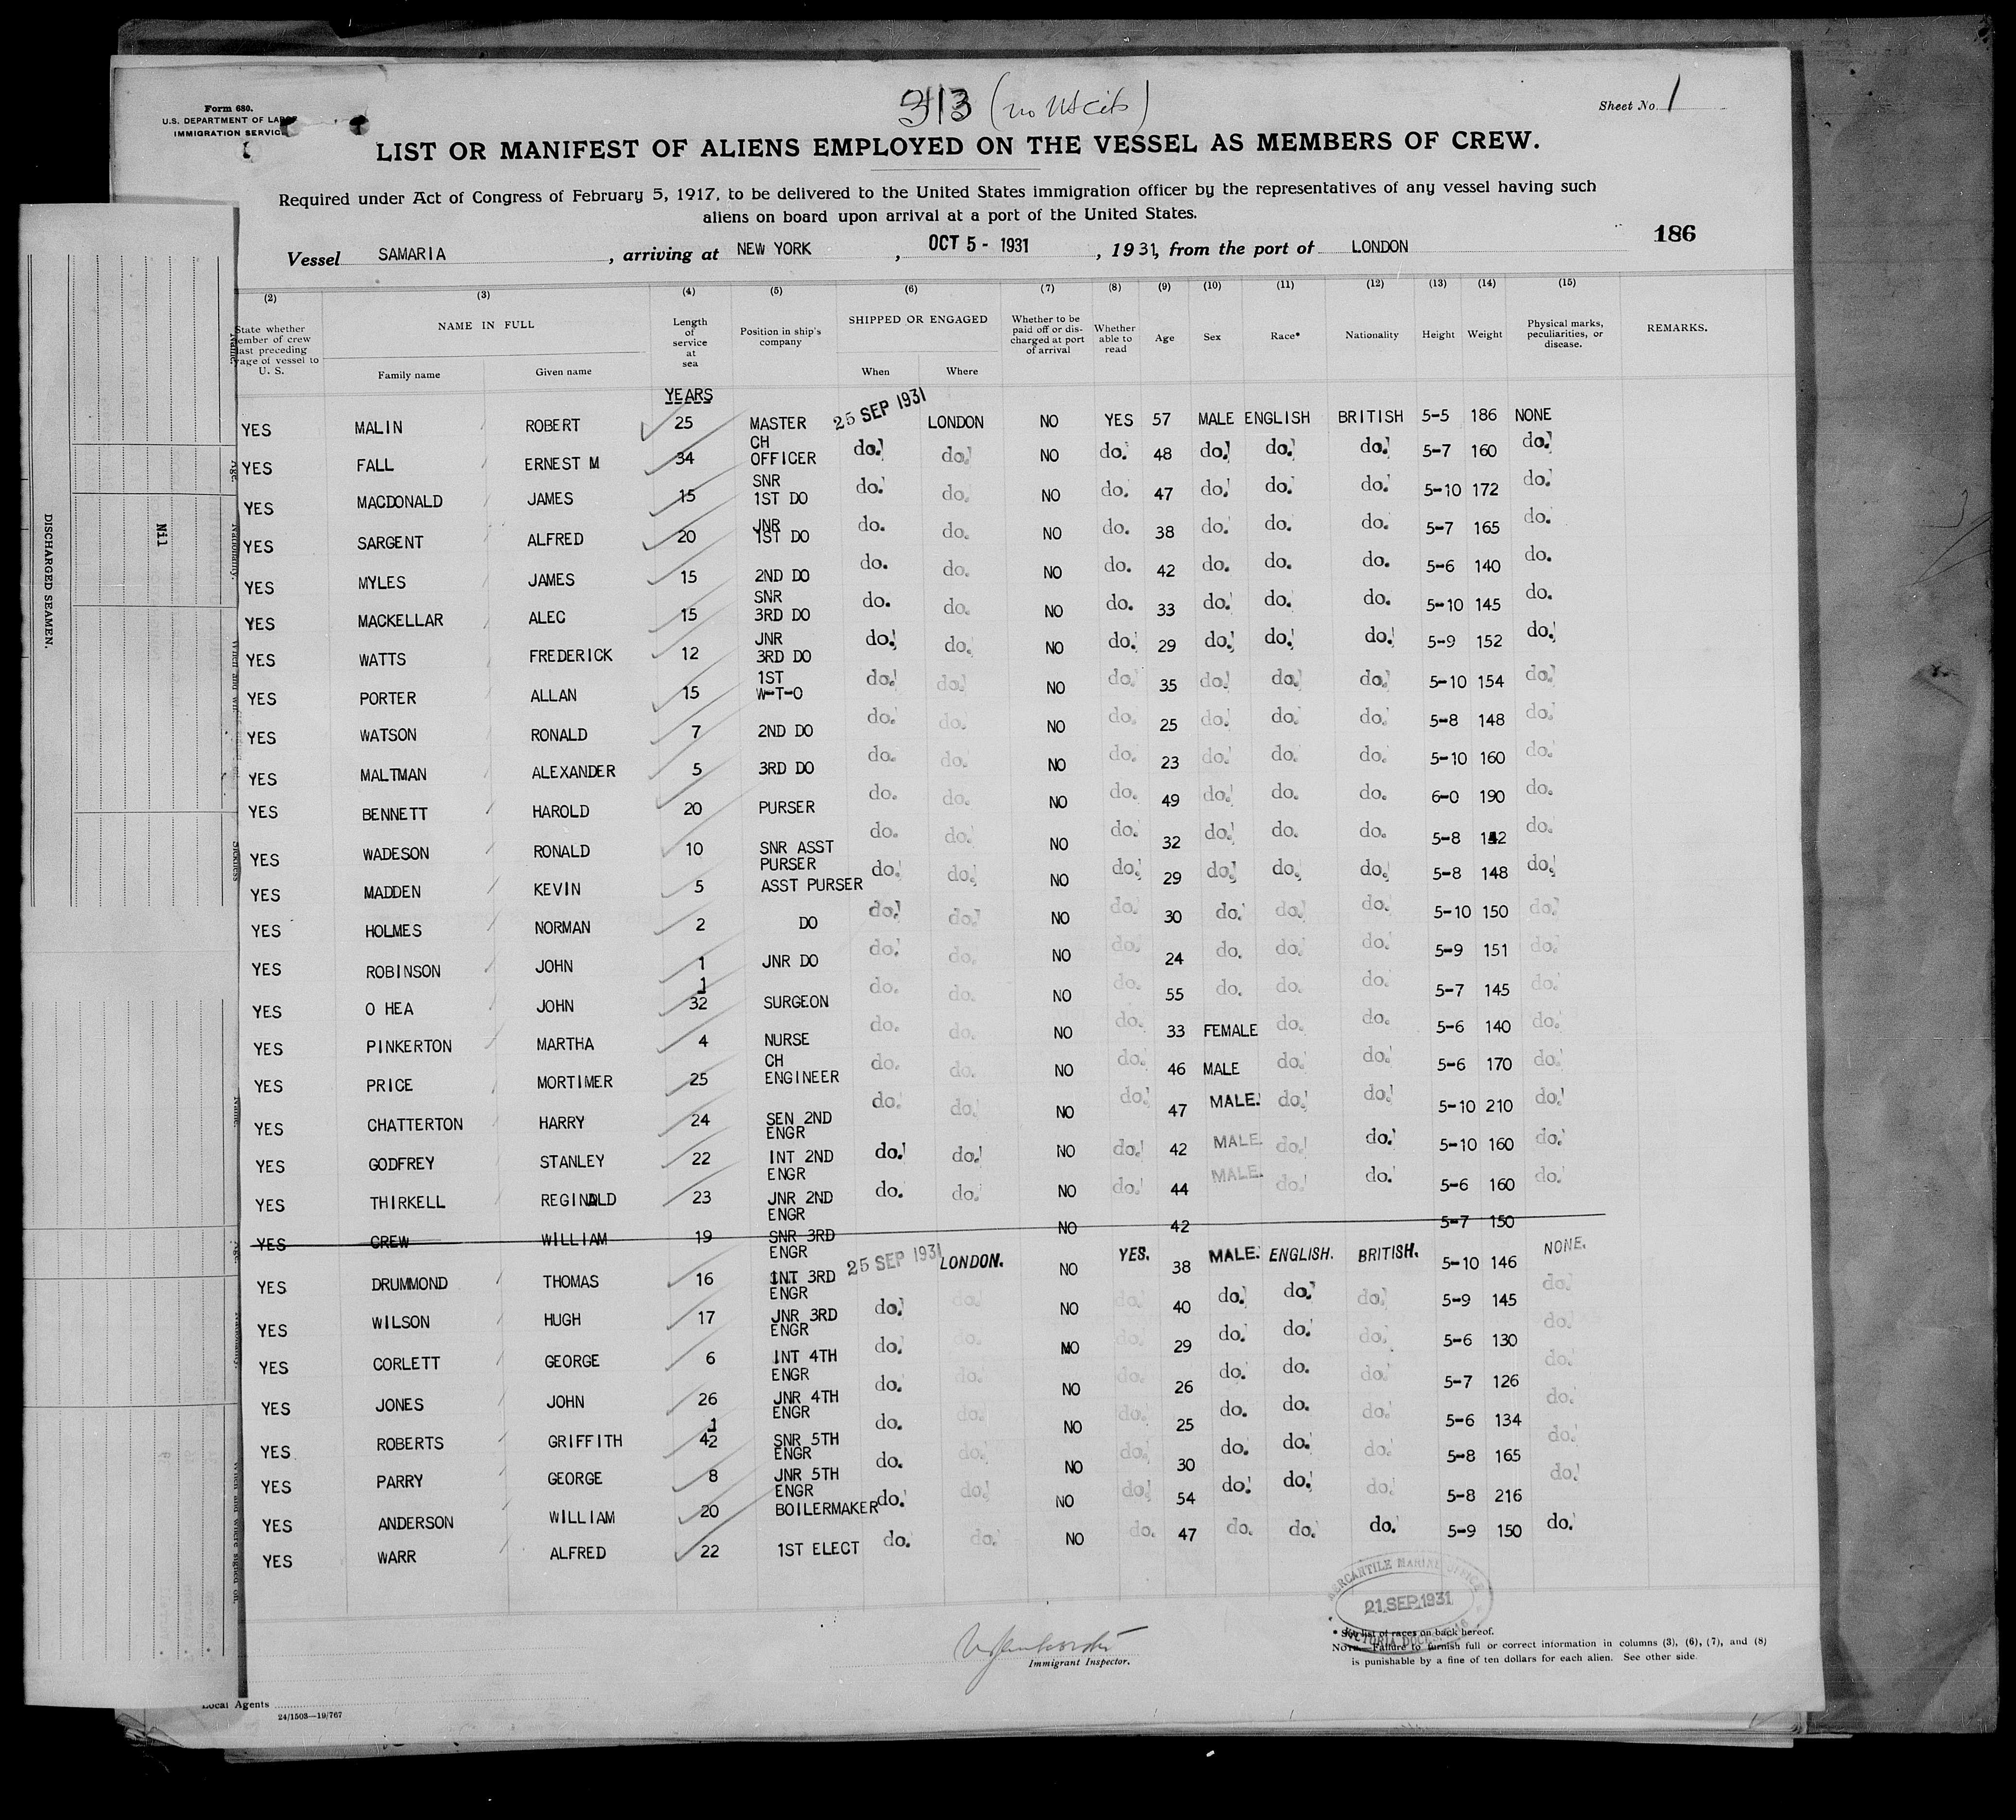 313 (no US cits)
Form 680.
U.S. DEPARTMENT OF LABOR
IMMIGRATION SERVICE
Sheet No. 1
LIST OR MANIFEST OF ALIENS EMPLOYED ON THE VESSEL AS MEMBERS OF CREW.
Required under Act of Congress of February 5, 1917, to be delivered to the United States immigration officer by the representatives of any vessel having such
aliens on board upon arrival at a port of the United States.
186
Vessel SAMARIA, arriving at NEW YORK, OCT 5 - 1931, 1931, from the port of LONDON
(2) (3) (4) (5) (6) (7) (8) (9) (10) (11) (12) (13) (14) (15)
State whether member of crew last preceding voyage of vessel to U. S. NAME IN FULL Family name Given name Length of service at sea Position in ship's company SHIPPED OR ENGAGED When Where Whether to be paid off or discharged at port of arrival Whether able to read Age Sex Race* Nationality Height Weight Physical marks, peculiarities, or disease. REMARKS.
YEARS
YES MALIN ROBERT 25 MASTER 25 SEP 1931 LONDON NO YES 57 MALE ENGLISH BRITISH 5-5 186 NONE
YES FALL ERNEST M 34 CH OFFICER do. do. NO do. 48 do. do. do. 5-7 160 do.
YES MACDONALD JAMES 15 SNR 1ST DO do. do. NO do. 47 do. do. do. 5-10 172 do.
YES SARGENT ALFRED 20 JNR 1ST DO do. do. NO do. 38 do. do. do. 5-7 165 do.
YES MYLES JAMES 15 2ND DO do. do. NO do. 42 do. do. do. 5-6 140 do.
YES MACKELLAR ALEC 15 SNR 3RD DO do. do. NO do. 33 do. do. do. 5-10 145 do.
YES WATTS FREDERICK 12 JNR 3RD DO do. do. NO do. 29 do. do. do. 5-9 152 do.
YES PORTER ALLAN 15 1ST W-T-O do. do. NO do. 35 do. do. do. 5-10 154 do.
YES WATSON RONALD 7 2ND DO do. do. NO do. 25 do. do. do. 5-8 148 do.
YES MALTMAN ALEXANDER 5 3RD DO do. do. NO do. 23 do. do. do. 5-10 160 do.
YES BENNETT HAROLD 20 PURSER do. do. NO do. 49 do. do. do. 6-0 190 do.
YES WADESON RONALD 10 SNR ASST PURSER do. do. NO do. 32 do. do. do. 5-8 142 do.
YES MADDEN KEVIN 5 ASST PURSER do. do. NO do. 29 do. do. do. 5-8 148 do.
YES HOLMES NORMAN 2 DO do. do. NO do. 30 do. do. do. 5-10 150 do.
YES ROBINSON JOHN 1 JNR DO do. do. NO do. 24 do. do. do. 5-9 151 do.
YES O HEA JOHN 1 32 SURGEON do. do. NO do. 55 do. do. do. 5-7 145 do.
YES PINKERTON MARTHA 4 NURSE do. do. NO do. 33 FEMALE do. do. 5-6 140 do.
YES PRICE MORTIMER 25 CH ENGINEER do. do. NO do. 46 MALE do. do. 5-6 170 do.
YES CHATTERTON HARRY 24 SEN 2ND ENGR do. do. NO do. 47 MALE. do. do. 5-10 210 do.
YES GODFREY STANLEY 22 INT 2ND ENGR do. do. NO do. 42 MALE. do. do. 5-10 160 do.
YES THIRKELL REGINALD 23 JNR 2ND ENGR do. do. NO do. 44 MALE. do. do. 5-6 160 do.
YES CREW WILLIAM 19 SNR 3RD ENGR NO 42 5-7 150
YES DRUMMOND THOMAS 16 INT 3RD ENGR 25 SEP 1931 LONDON. NO YES. 38 MALE. ENGLISH. BRITISH. 5-10 146 NONE.
YES WILSON HUGH 17 JNR 3RD ENGR do. do. NO do. 40 do. do. do. 5-9 145 do.
YES CORLETT GEORGE 6 INT 4TH ENGR do. do. NO do. 29 do. do. do. 5-6 130 do.
YES JONES JOHN 26 JNR 4TH ENGR do. do. NO do. 26 do. do. do. 5-7 126 do.
YES ROBERTS GRIFFITH 1 42 SNR 5TH ENGR do. do. NO do. 25 do. do. do. 5-6 134 do.
YES PARRY GEORGE 8 JNR 5TH ENGR do. do. NO do. 30 do. do. do. 5-8 165 do.
YES ANDERSON WILLIAM 20 BOILERMAKER do. do. NO do. 54 do. do. do. 5-8 216 do.
YES WARR ALFRED 22 1ST ELECT do. do. NO do. 47 do. do. do. 5-9 150 do.
MERCANTILE MARINE OFFICE
21 SEP 1931
VICTORIA DOCK
Immigrant Inspector.
* See list of races on back hereof.
NOTE.—Failure to furnish full or correct information in columns (3), (6), (7), and (8)
is punishable by a fine of ten dollars for each alien. See other side.
Local Agents
24/1503—19/767
DISCHARGED SEAMEN.
Nil